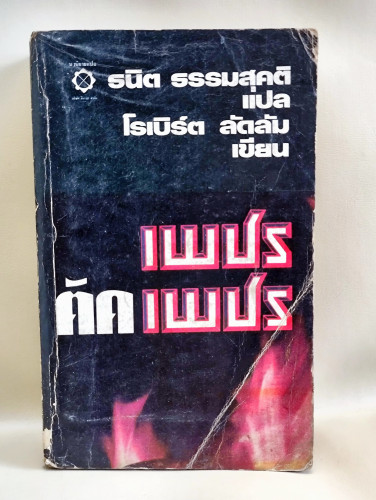 ธนิต ธรรมสุคติ
แปล
โรเบิร์ต ลัดลัม
เขียน
เพชร
ตัดเพชร